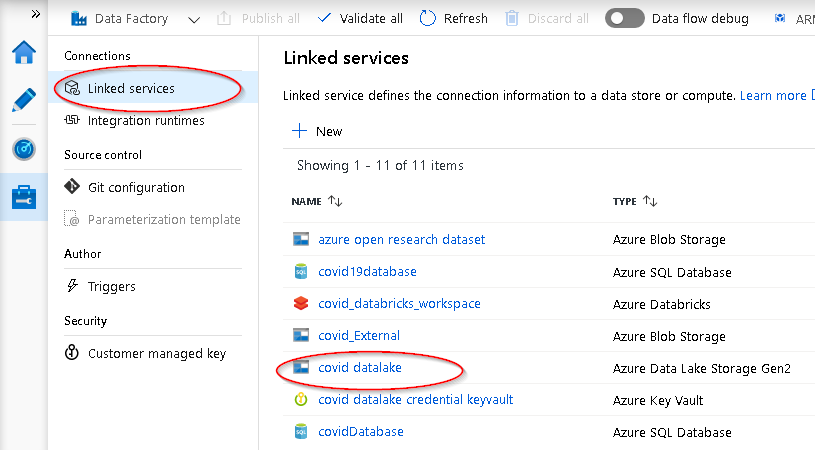 »
Data Factory
Publish all
Validate all
Refresh
Discard all
Data flow debug
ARM
Connections
Linked services
Integration runtimes
Source control
Git configuration
Parameterization template
Author
Triggers
Security
Customer managed key
Linked services
Linked service defines the connection information to a data store or compute. Learn more
+ New
Showing 1 - 11 of 11 items
NAME TYPE
azure open research dataset Azure Blob Storage
covid19database Azure SQL Database
covid_databricks_workspace Azure Databricks
covid_External Azure Blob Storage
covid datalake Azure Data Lake Storage Gen2
covid datalake credential keyvault Azure Key Vault
covidDatabase Azure SQL Database